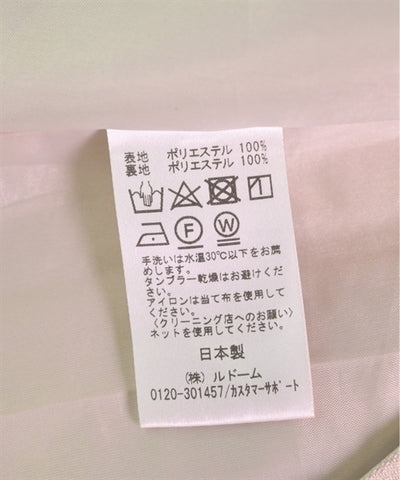 表地　ポリエステル 100%
裏地　ポリエステル 100%
F W
手洗いは水温30℃以下をお薦
めします。
タンブラー乾燥はお避けくだ
さい。
アイロンは当て布を使用して
ください。
〈クリーニング店へのお願い〉
ネットを使用してください。
日本製
(株) ルドーム
0120-301457/カスタマーサポート